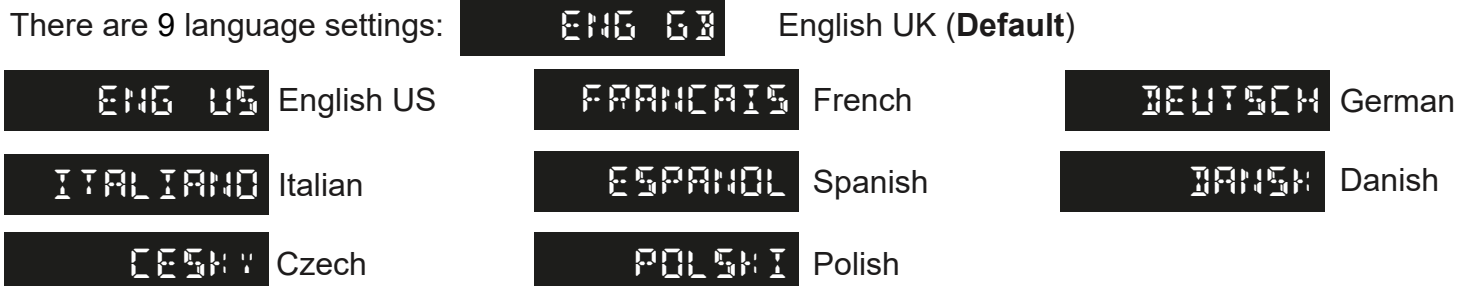 There are 9 language settings: ENG GB English UK (Default)
ENG US English US FRANCAIS French DEUTSCH German
ITALIANO Italian ESPANOL Spanish DANSK Danish
CESKY Czech POLSKI Polish